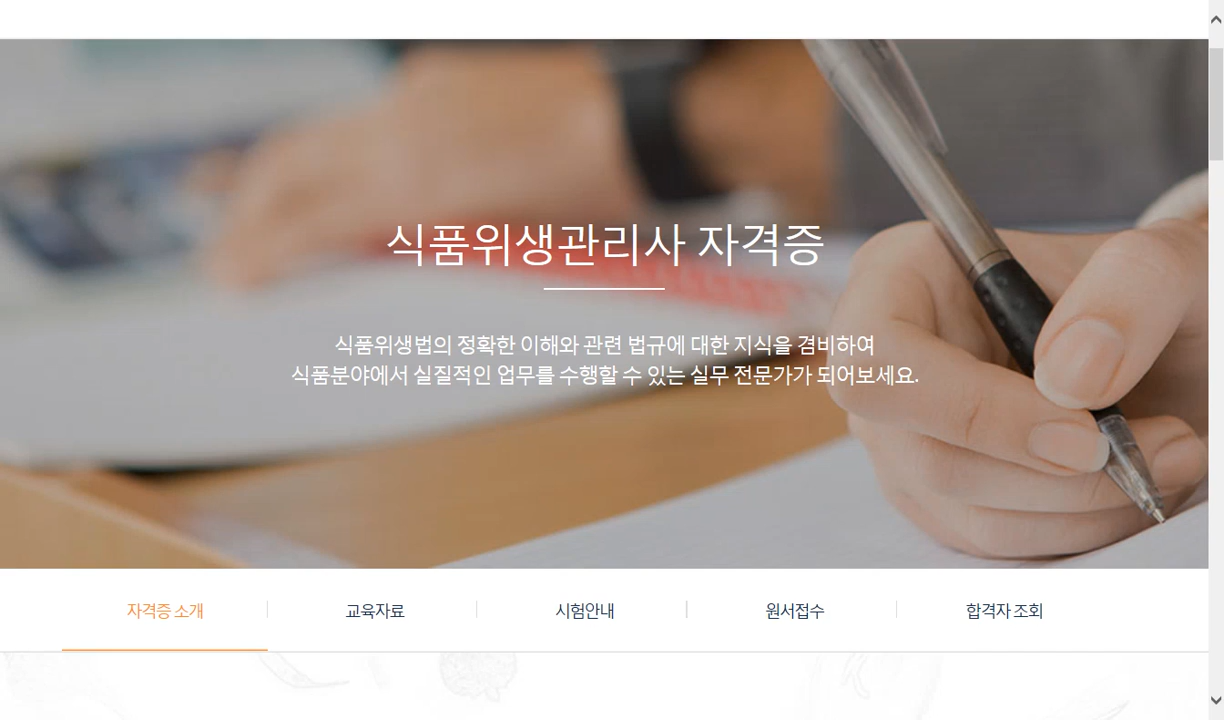 식품위생관리사 자격증
식품위생법의 정확한 이해와 관련 법규에 대한 지식을 겸비하여
식품분야에서 실질적인 업무를 수행할 수 있는 실무 전문가가 되어보세요.
자격증 소개
교육자료
시험안내
원서접수
합격자 조회